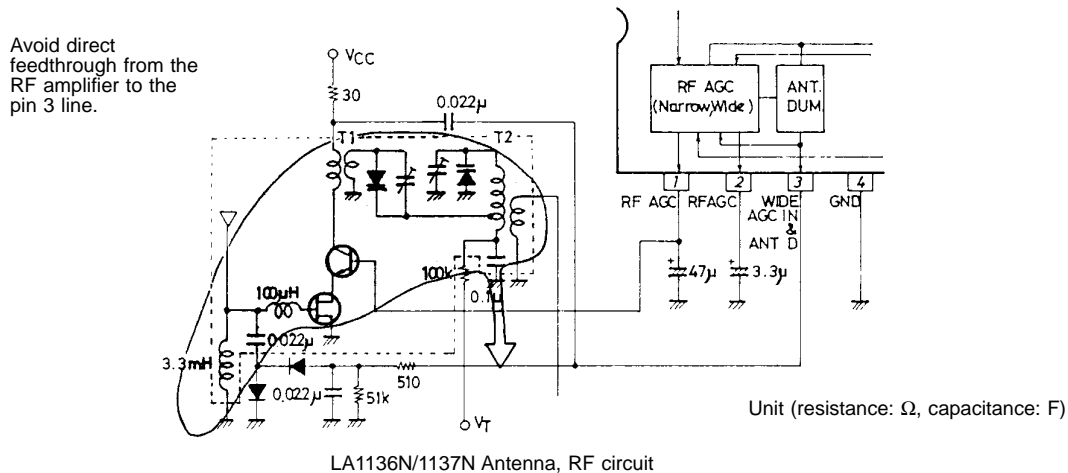 Avoid direct
feedthrough from the
RF amplifier to the
pin 3 line.
VCC
30
0.022μ
T1
T2
RF AGC
(Narrow,Wide)
ANT.
DUM.
1
2
3
4
RF AGC
RFAGC
WIDE
AGC IN
&
ANT D
GND
47μ
3.3μ
100k
0.1μ
100μH
0.022μ
3.3mH
0.022μ
51k
510
VT
Unit (resistance: Ω, capacitance: F)
LA1136N/1137N Antenna, RF circuit